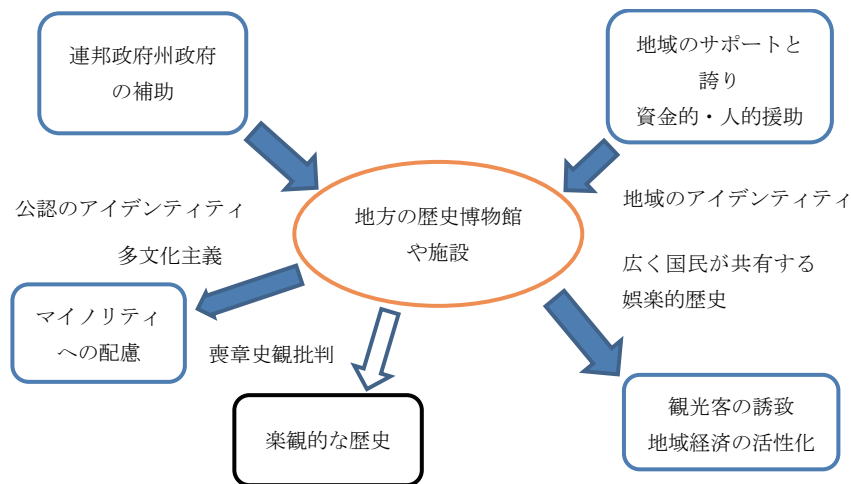 連邦政府州政府
の補助
地域のサポートと
誇り
資金的・人的援助
公認のアイデンティティ
多文化主義
地方の歴史博物館
や施設
地域のアイデンティティ
広く国民が共有する
娯楽的歴史
マイノリティ
への配慮
喪章史観批判
楽観的な歴史
観光客の誘致
地域経済の活性化